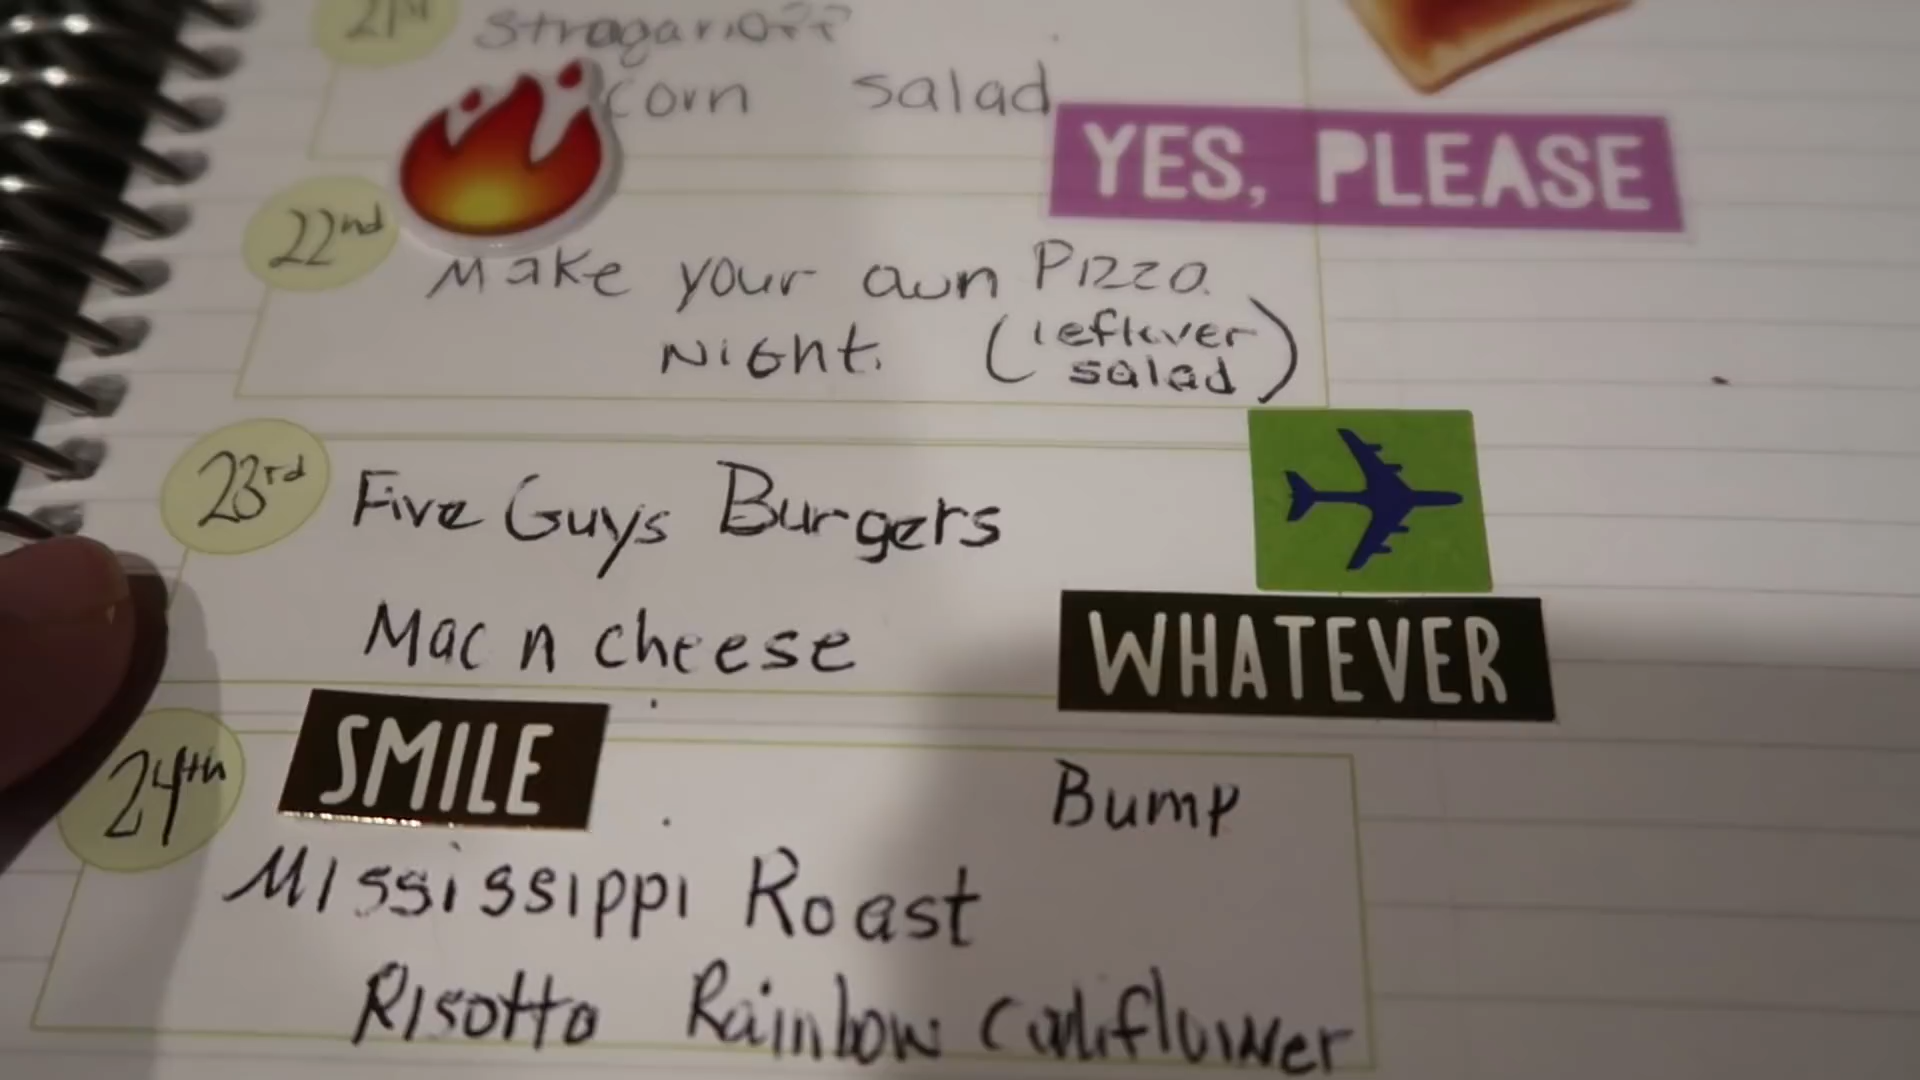 21st
Stroganoff
corn salad
YES, PLEASE
22nd
Make your own Pizza
Night. (leftover
salad)
23rd Five Guys Burgers
Mac n cheese
WHATEVER
SMILE
24th
Bump
Mississippi Roast
Risotto Rainbow Cauliflower